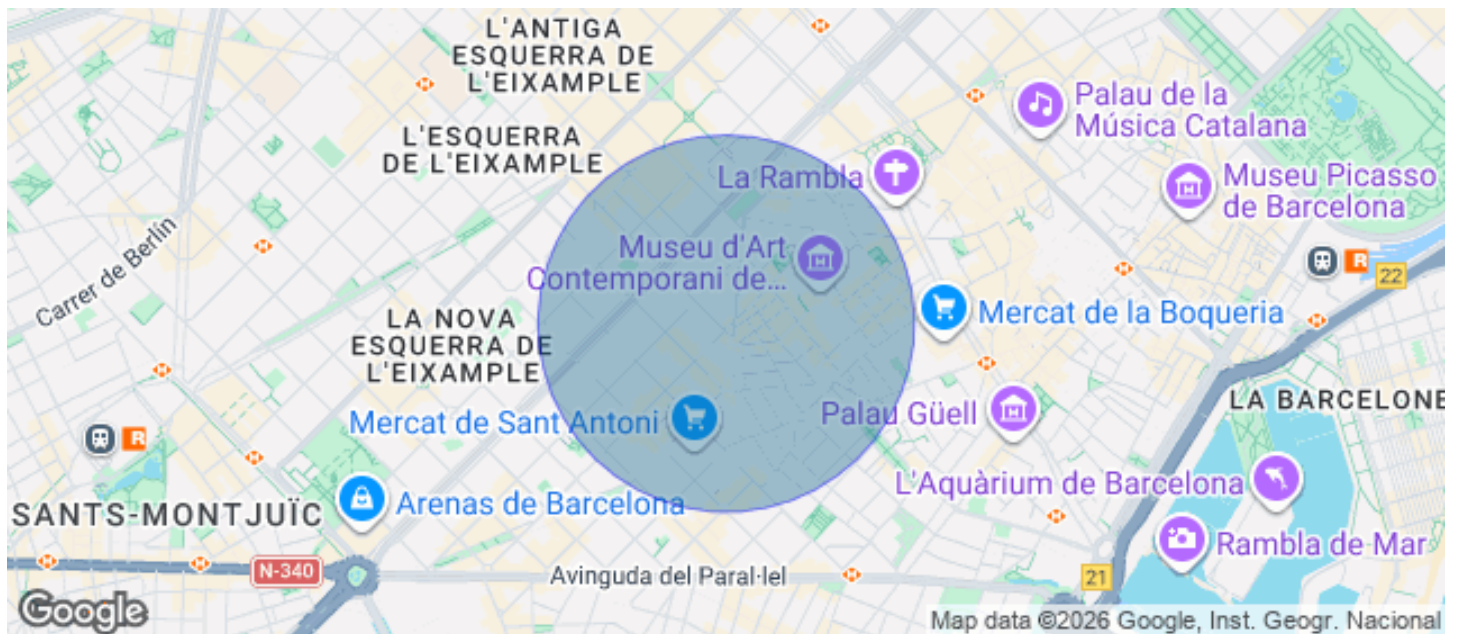 L'ANTIGA
ESQUERRA DE
L'EIXAMPLE
Palau de la
Música Catalana
L'ESQUERRA
DE L'EIXAMPLE
La Rambla
Museu Picasso
de Barcelona
Carrer de Berlín
Museu d'Art
Contemporani de...
R
22
LA NOVA
ESQUERRA DE
L'EIXAMPLE
Mercat de la Boqueria
LA BARCELONE
Mercat de Sant Antoni
Palau Güell
R
L'Aquàrium de Barcelona
SANTS-MONTJUÏC
Arenas de Barcelona
Rambla de Mar
N-340
Avinguda del Paral·lel
21
Google
Map data ©2026 Google, Inst. Geogr. Nacional